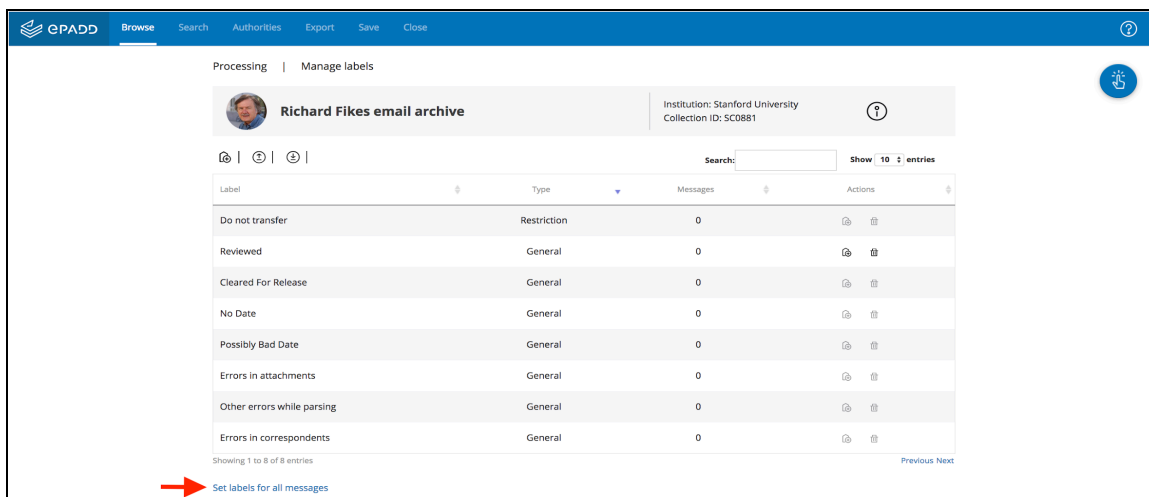 ePADD Browse Search Authorities Export Save Close
Processing | Manage labels
Richard Fikes email archive
Institution: Stanford University
Collection ID: SC0881
Search: Show 10 entries
Label Type Messages Actions
Do not transfer Restriction 0
Reviewed General 0
Cleared For Release General 0
No Date General 0
Possibly Bad Date General 0
Errors in attachments General 0
Other errors while parsing General 0
Errors in correspondents General 0
Showing 1 to 8 of 8 entries Previous Next
Set labels for all messages